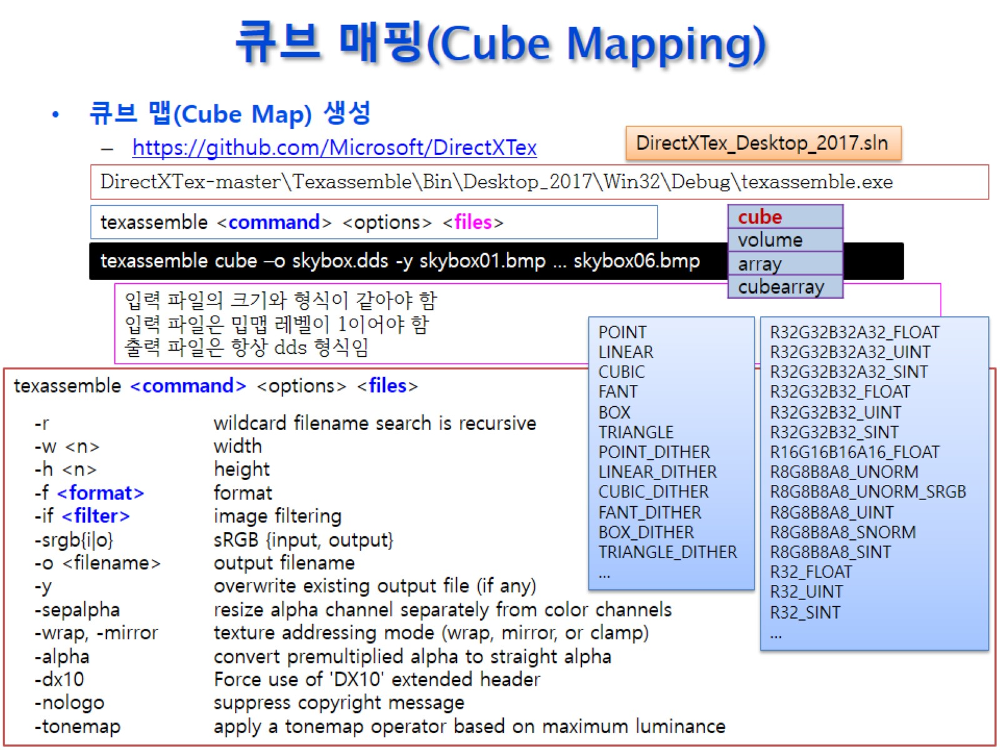 큐브 매핑(Cube Mapping)
• 큐브 맵(Cube Map) 생성
– https://github.com/Microsoft/DirectXTex
DirectXTex_Desktop_2017.sln
DirectXTex-master\Texassemble\Bin\Desktop_2017\Win32\Debug\texassemble.exe
texassemble <command> <options> <files>
cube
volume
array
cubearray
texassemble cube –o skybox.dds -y skybox01.bmp ... skybox06.bmp
입력 파일의 크기와 형식이 같아야 함
입력 파일은 밉맵 레벨이 1이어야 함
출력 파일은 항상 dds 형식임
texassemble <command> <options> <files>
-r wildcard filename search is recursive
-w <n> width
-h <n> height
-f <format> format
-if <filter> image filtering
-srgb{i|o} sRGB {input, output}
-o <filename> output filename
-y overwrite existing output file (if any)
-sepalpha resize alpha channel separately from color channels
-wrap, -mirror texture addressing mode (wrap, mirror, or clamp)
-alpha convert premultiplied alpha to straight alpha
-dx10 Force use of 'DX10' extended header
-nologo suppress copyright message
-tonemap apply a tonemap operator based on maximum luminance
POINT
LINEAR
CUBIC
FANT
BOX
TRIANGLE
POINT_DITHER
LINEAR_DITHER
CUBIC_DITHER
FANT_DITHER
BOX_DITHER
TRIANGLE_DITHER
...
R32G32B32A32_FLOAT
R32G32B32A32_UINT
R32G32B32A32_SINT
R32G32B32_FLOAT
R32G32B32_UINT
R32G32B32_SINT
R16G16B16A16_FLOAT
R8G8B8A8_UNORM
R8G8B8A8_UNORM_SRGB
R8G8B8A8_UINT
R8G8B8A8_SNORM
R8G8B8A8_SINT
R32_FLOAT
R32_UINT
R32_SINT
...